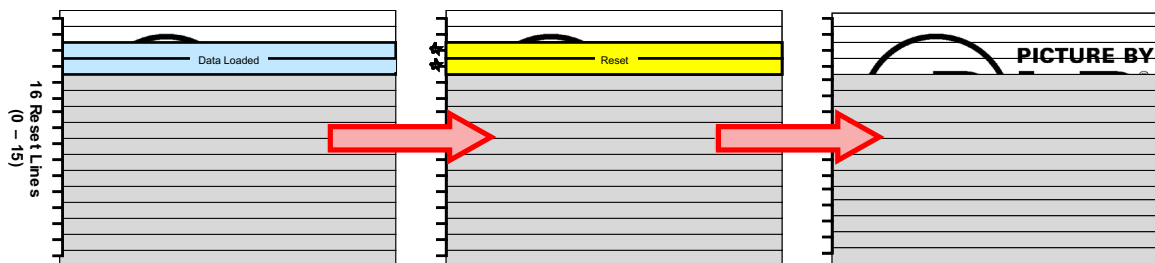 16 Reset Lines
(0 – 15)
Data Loaded
Reset
PICTURE BY
®